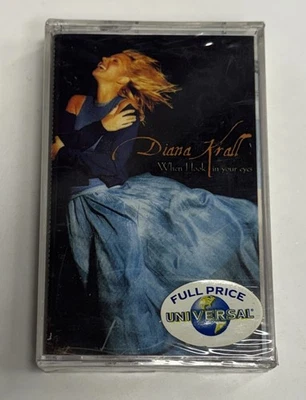 Diana Krall
When I look in your eyes
FULL PRICE
UNIVERSAL